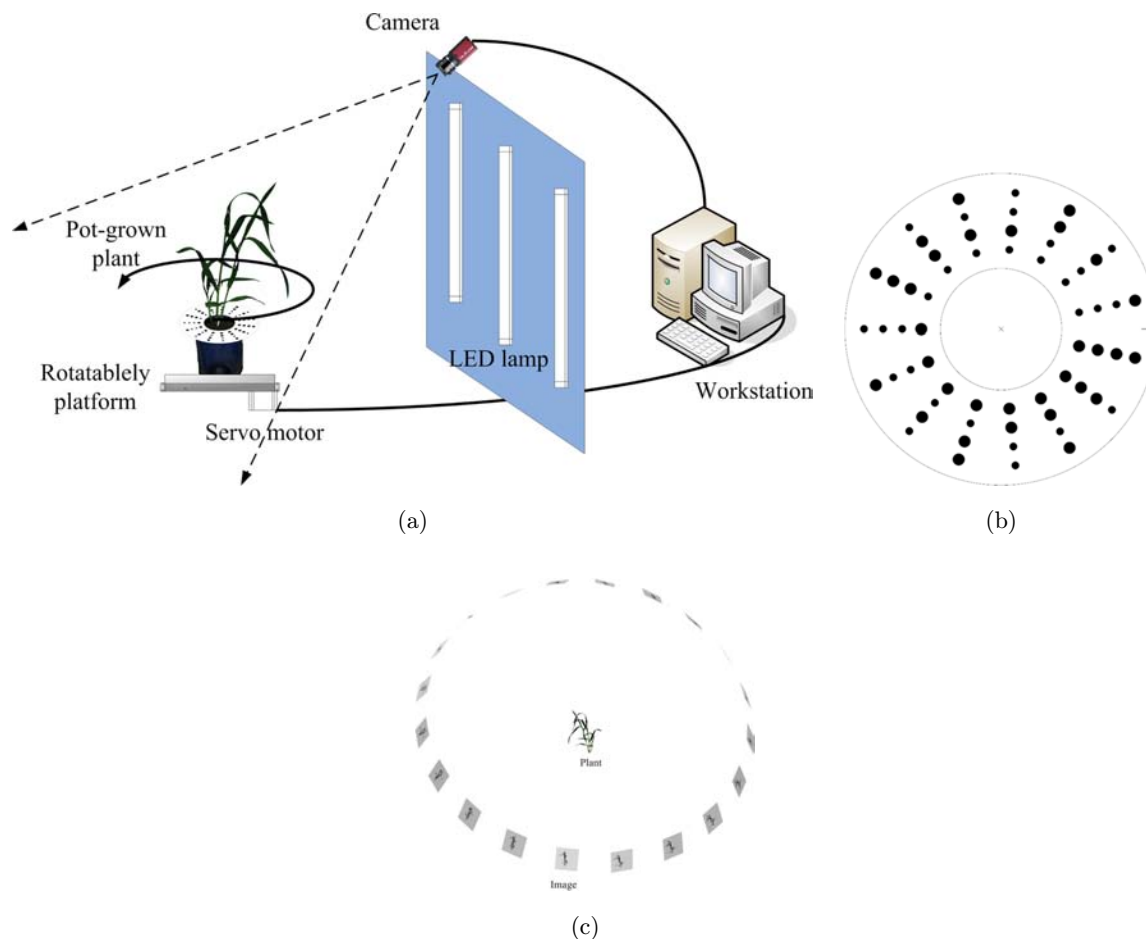 Camera
Pot-grown
plant
LED lamp
Rotatablely
platform
Workstation
Servo motor
(a)
(b)
Plant
Image
(c)